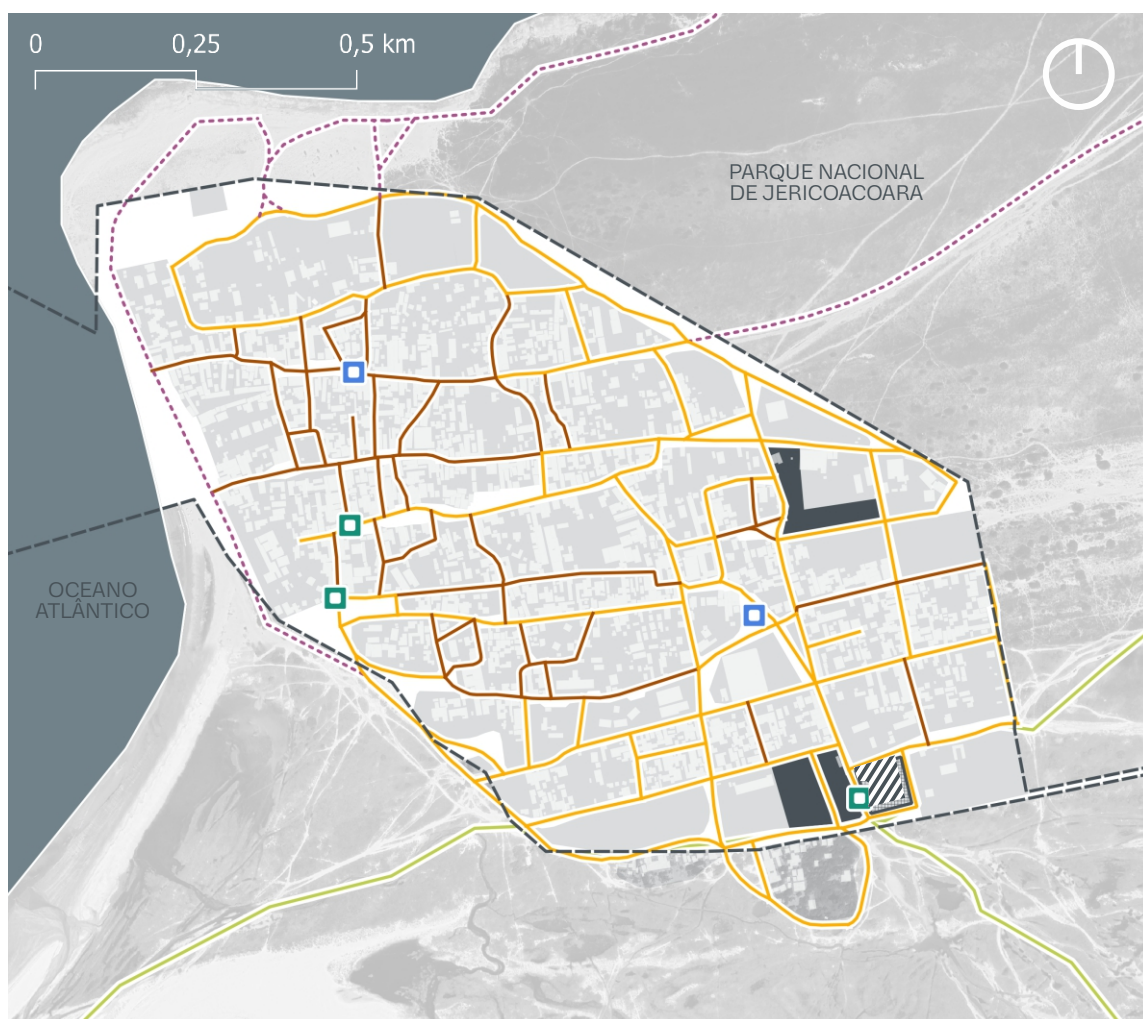 0 0,25 0,5 km
PARQUE NACIONAL
DE JERICOACOARA
OCEANO
ATLÂNTICO